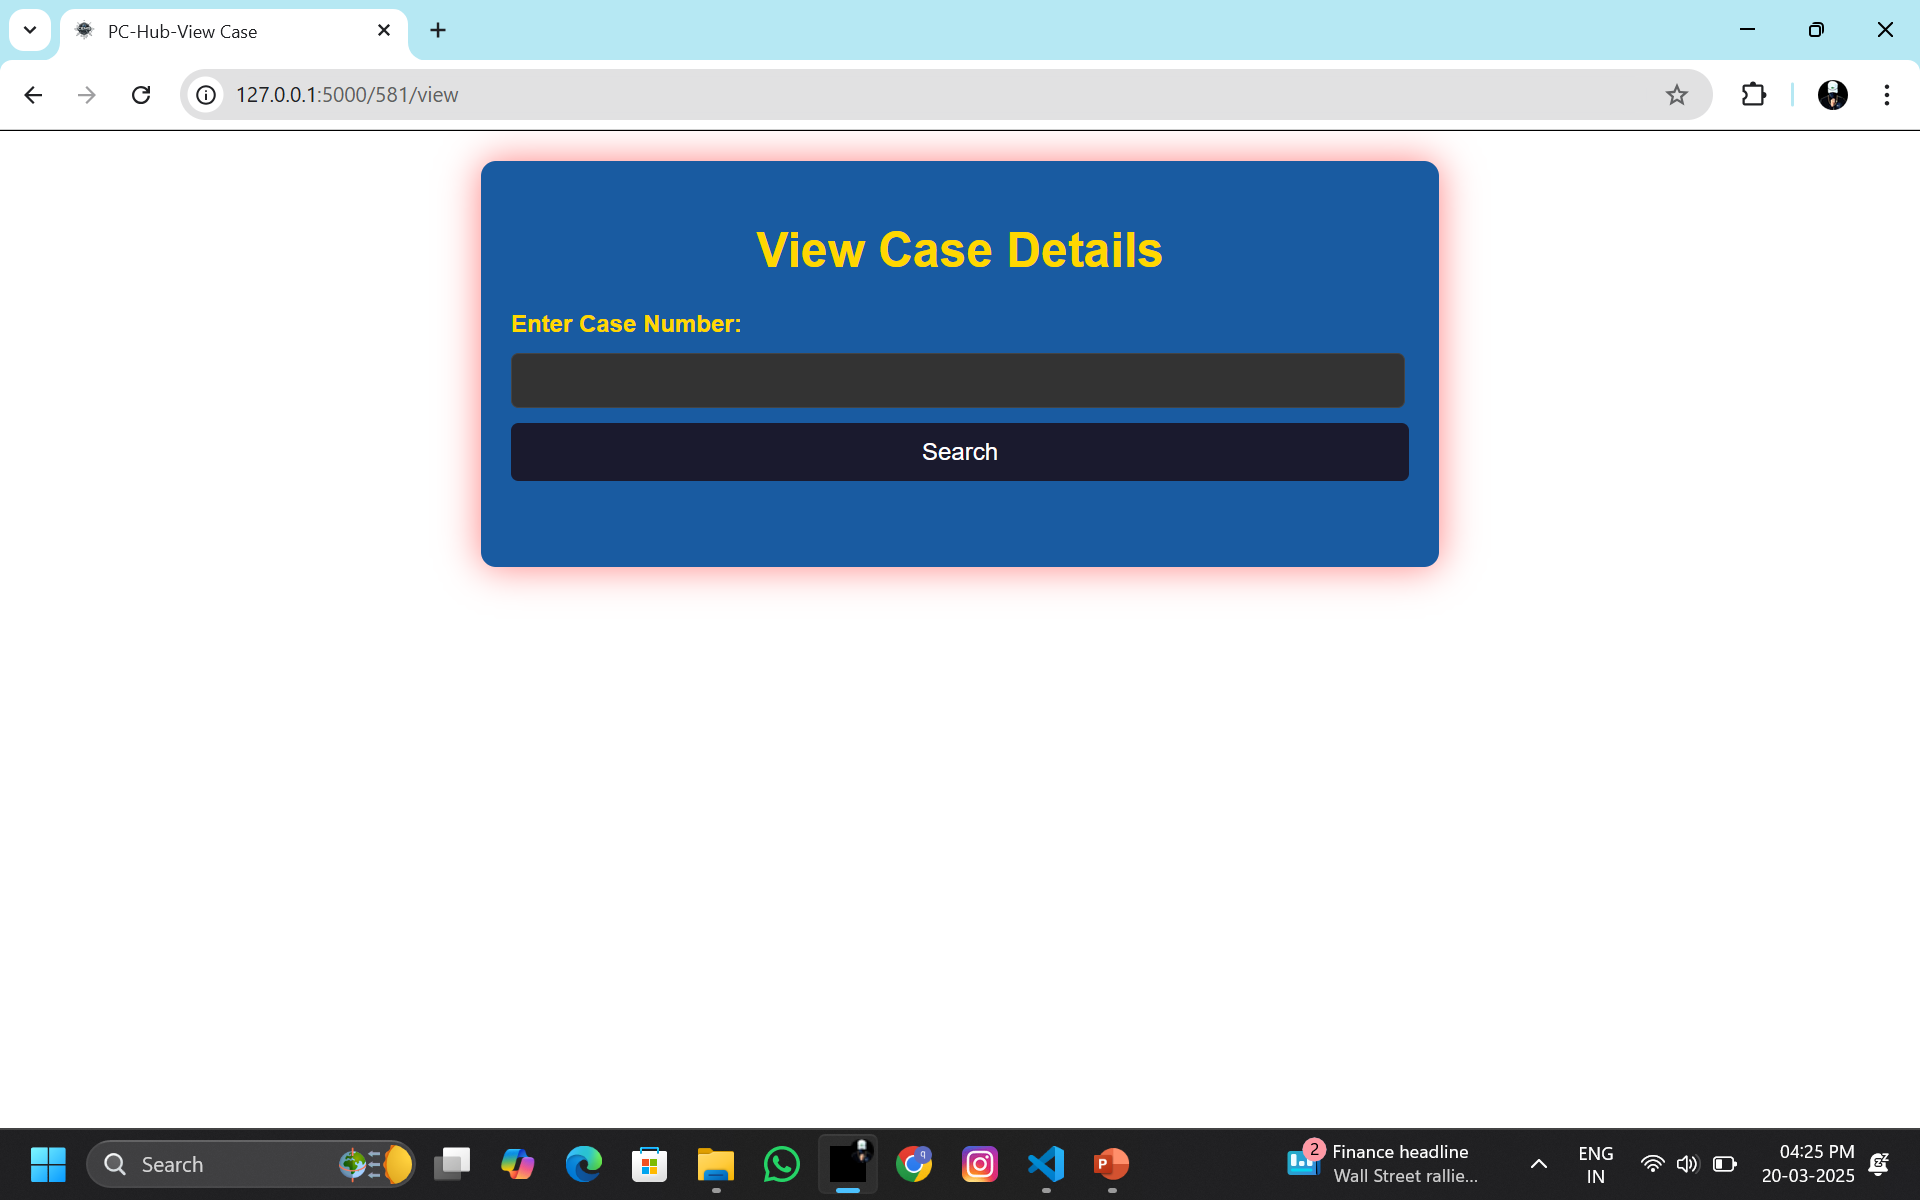 PC-Hub-View Case
127.0.0.1:5000/581/view
View Case Details
Enter Case Number:
Search
Search
2
Finance headline
Wall Street rallie...
ENG
IN
04:25 PM
20-03-2025